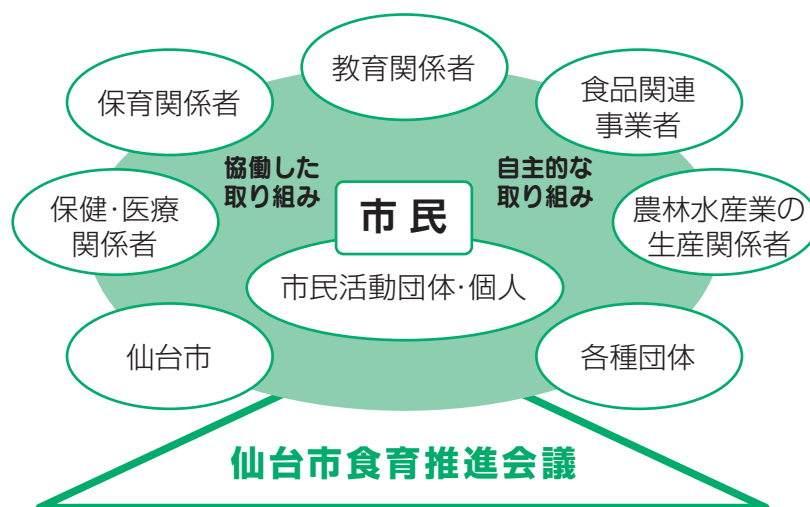 教育関係者
保育関係者
食品関連
事業者
協働した
取り組み
自主的な
取り組み
保健・医療
関係者
市民
農林水産業の
生産関係者
市民活動団体・個人
仙台市
各種団体
仙台市食育推進会議